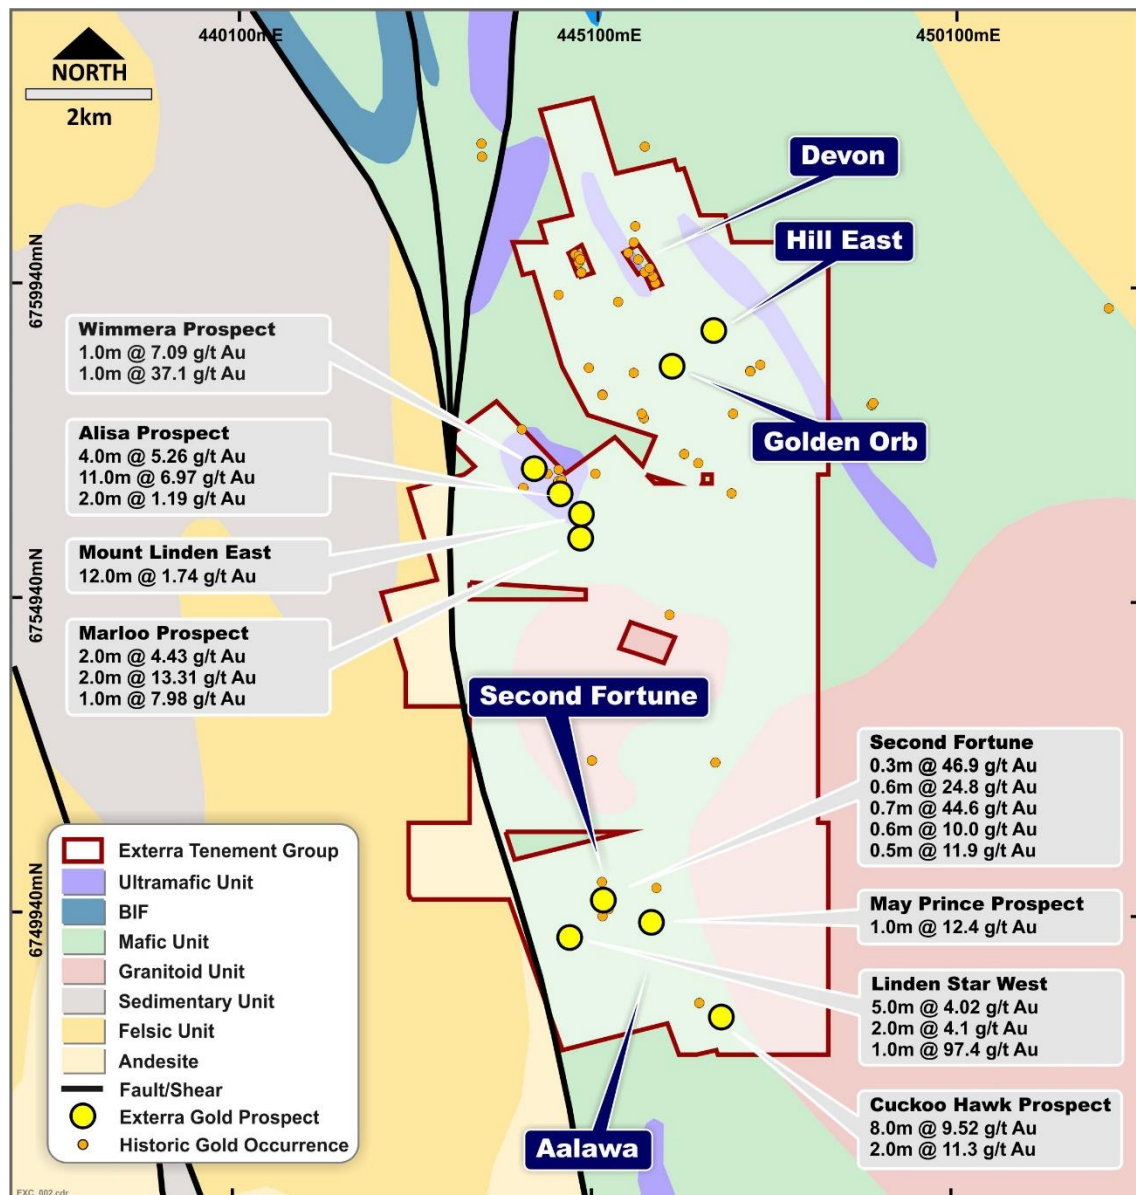 440100mE
445100mE
450100mE
NORTH
2km
Devon
Hill East
6759940mN
Wimmera Prospect
1.0m @ 7.09 g/t Au
1.0m @ 37.1 g/t Au
Golden Orb
Alisa Prospect
4.0m @ 5.26 g/t Au
11.0m @ 6.97 g/t Au
2.0m @ 1.19 g/t Au
Mount Linden East
12.0m @ 1.74 g/t Au
6754940mN
Marloo Prospect
2.0m @ 4.43 g/t Au
2.0m @ 13.31 g/t Au
1.0m @ 7.98 g/t Au
Second Fortune
Second Fortune
0.3m @ 46.9 g/t Au
0.6m @ 24.8 g/t Au
0.7m @ 44.6 g/t Au
0.6m @ 10.0 g/t Au
0.5m @ 11.9 g/t Au
6749940mN
May Prince Prospect
1.0m @ 12.4 g/t Au
Linden Star West
5.0m @ 4.02 g/t Au
2.0m @ 4.1 g/t Au
1.0m @ 97.4 g/t Au
Cuckoo Hawk Prospect
8.0m @ 9.52 g/t Au
2.0m @ 11.3 g/t Au
Aalawa
Exterra Tenement Group
Ultramafic Unit
BIF
Mafic Unit
Granitoid Unit
Sedimentary Unit
Felsic Unit
Andesite
Fault/Shear
Exterra Gold Prospect
Historic Gold Occurrence
EXC_002.cdr